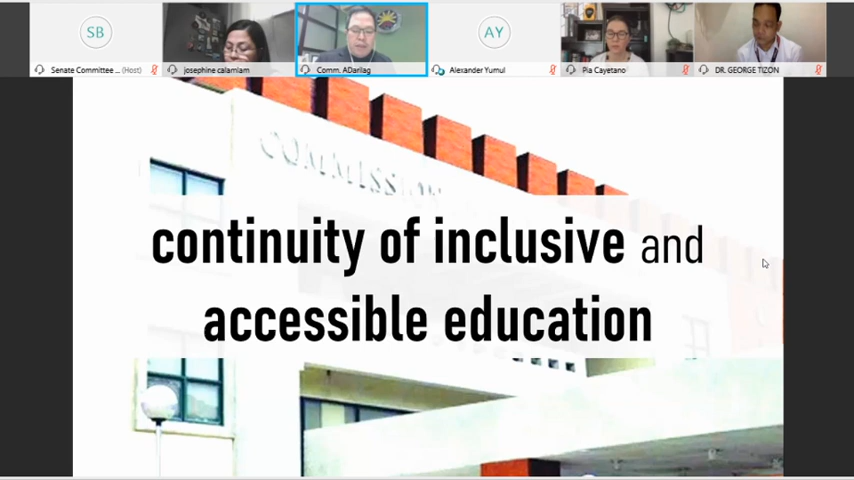 SB
AY
Senate Committee ... (Host)
josephine calamlam
Comm. ADarilag
Alexander Yumul
Pia Cayetano
DR. GEORGE TIZON
COMMISSION
continuity of inclusive and
accessible education